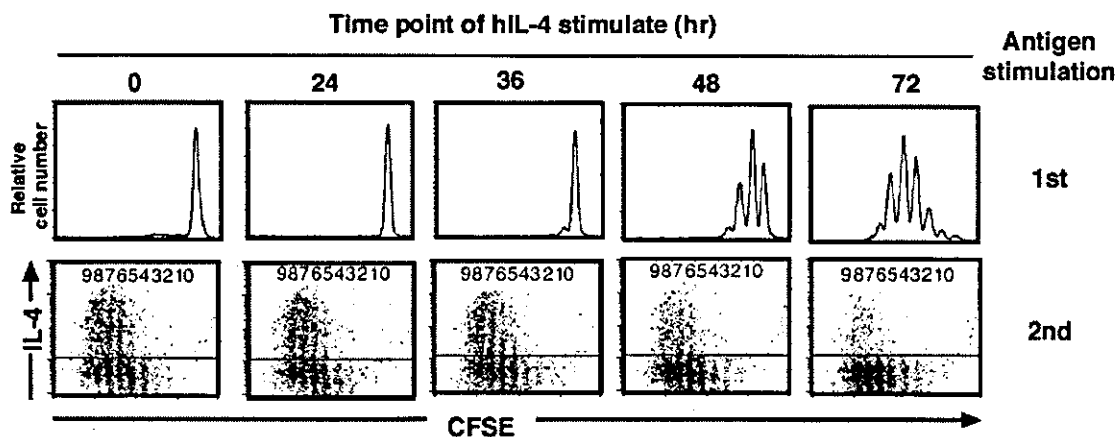 Time point of hIL-4 stimulate (hr)
Antigen
stimulation
0 24 36 48 72
Relative
cell number
1st
9876543210 9876543210 9876543210 9876543210 9876543210
IL-4
2nd
CFSE